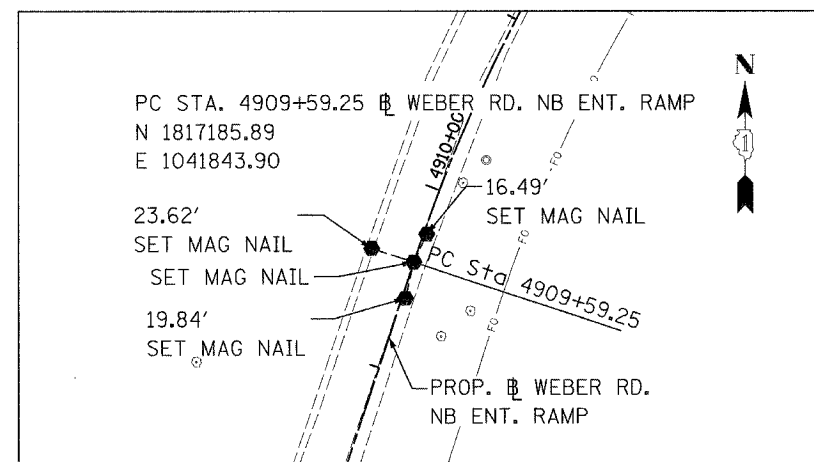 PC STA. 4909+59.25 ⅊ WEBER RD. NB ENT. RAMP
N 1817185.89
E 1041843.90
N
1
4910+00
16.49'
SET MAG NAIL
23.62'
SET MAG NAIL
SET MAG NAIL
19.84'
SET MAG NAIL
PC Sta 4909+59.25
FO
FO
FO
PROP. ⅊ WEBER RD.
NB ENT. RAMP